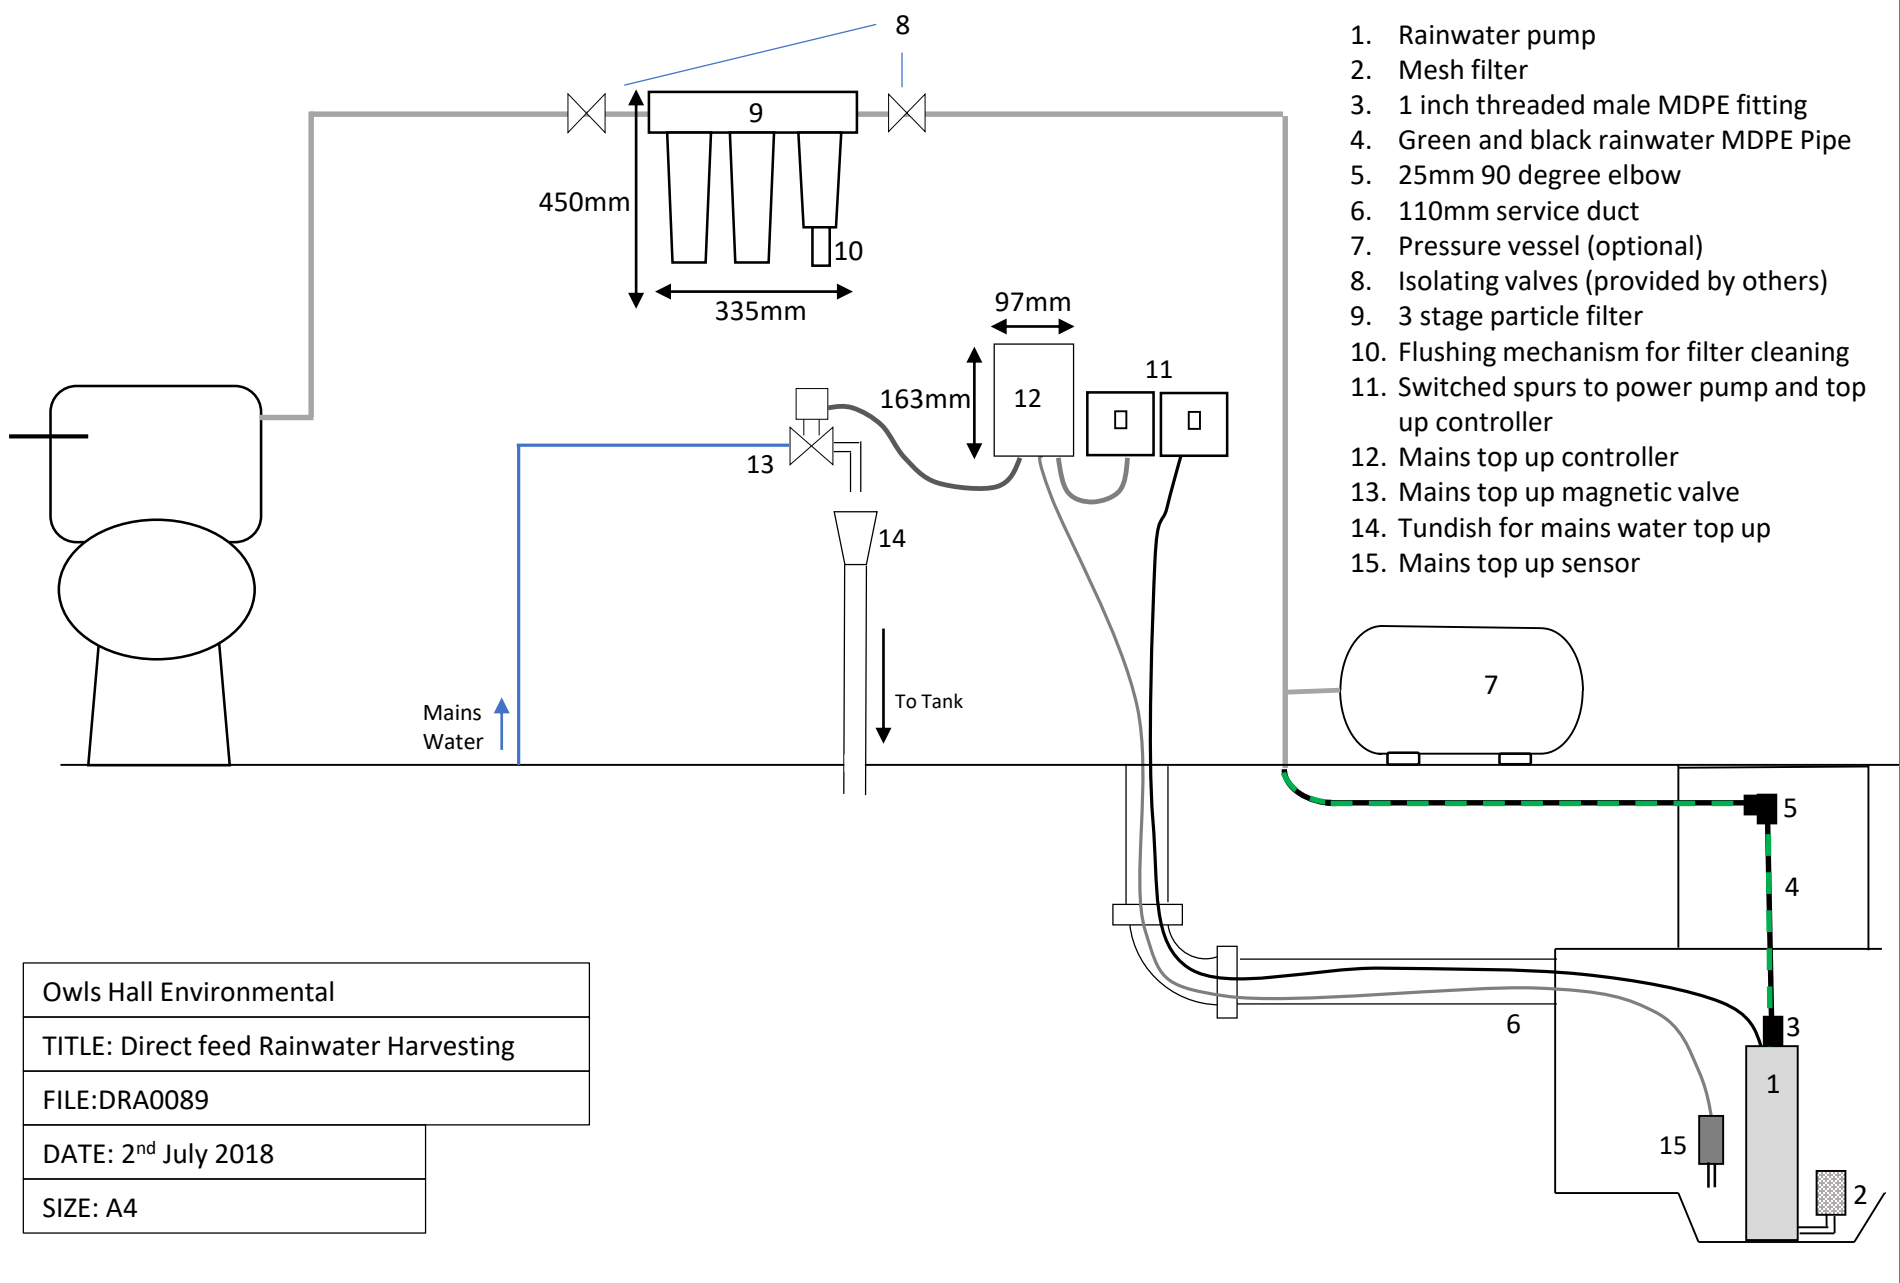 8
9
450mm
10
335mm
97mm
11
163mm
12
13
14
Mains
Water
To Tank
7
5
4
6
3
1
15
2
1. Rainwater pump
2. Mesh filter
3. 1 inch threaded male MDPE fitting
4. Green and black rainwater MDPE Pipe
5. 25mm 90 degree elbow
6. 110mm service duct
7. Pressure vessel (optional)
8. Isolating valves (provided by others)
9. 3 stage particle filter
10. Flushing mechanism for filter cleaning
11. Switched spurs to power pump and top
up controller
12. Mains top up controller
13. Mains top up magnetic valve
14. Tundish for mains water top up
15. Mains top up sensor
Owls Hall Environmental
TITLE: Direct feed Rainwater Harvesting
FILE:DRA0089
DATE: 2nd July 2018
SIZE: A4